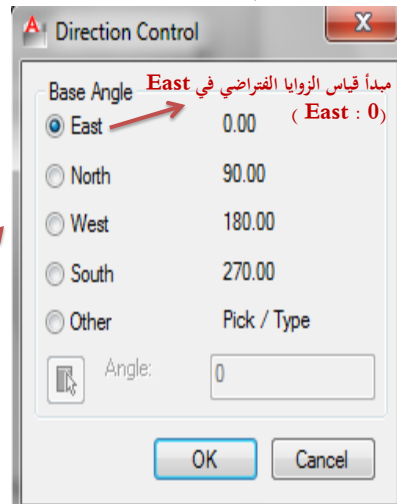 Direction Control
مبدأ قياس الزوايا الفتراضي في East
( East : 0)
Base Angle
East 0.00
North 90.00
West 180.00
South 270.00
Other Pick / Type
Angle: 0
OK Cancel